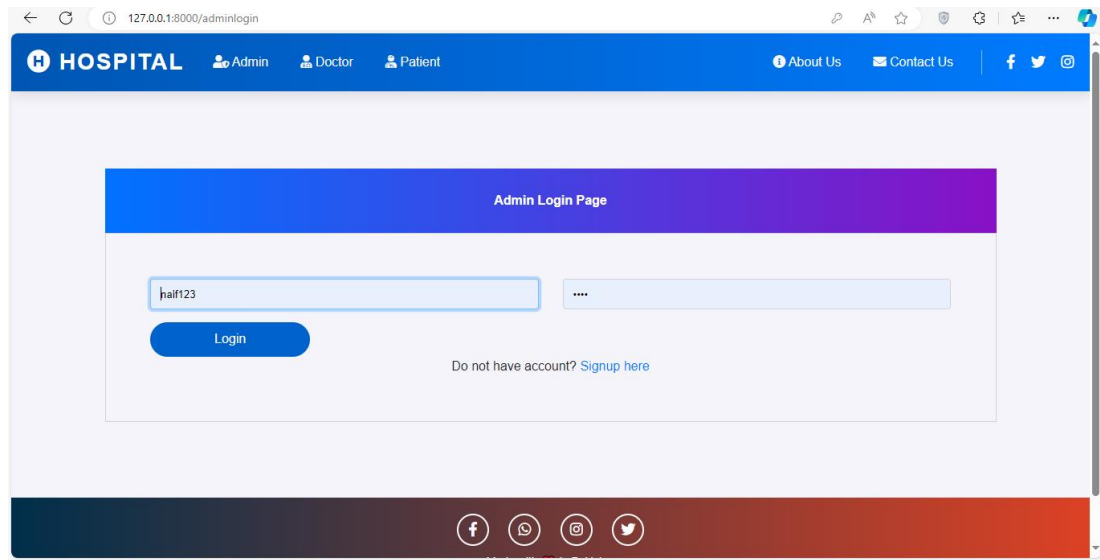 127.0.0.1:8000/adminlogin
H HOSPITAL Admin Doctor Patient About Us Contact Us
Admin Login Page
naif123 ••••
Login
Do not have account? Signup here